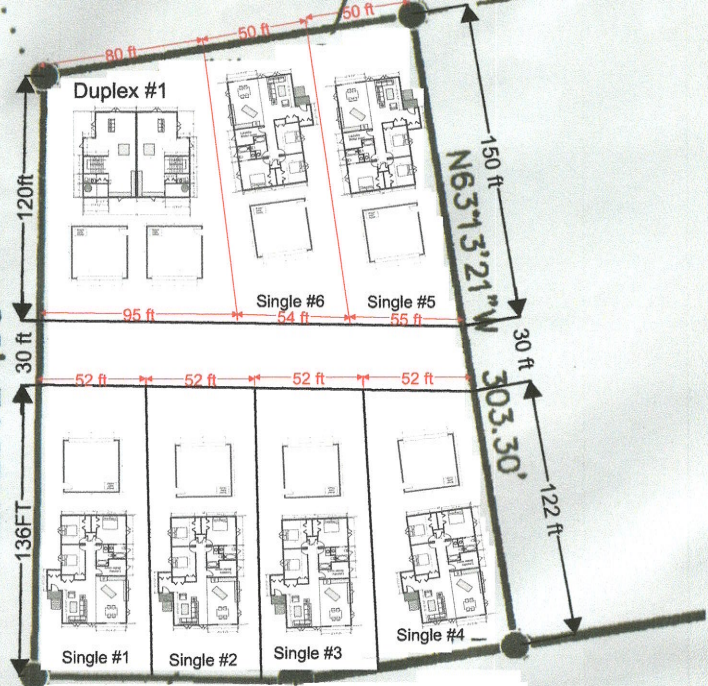 80 ft
50 ft
50 ft
Duplex #1
120ft
150 ft
N63°13'21"W 303.30'
Single #6
Single #5
95 ft
54 ft
55 ft
30 ft
30 ft
52 ft
52 ft
52 ft
52 ft
136FT
122 ft
Single #1
Single #2
Single #3
Single #4